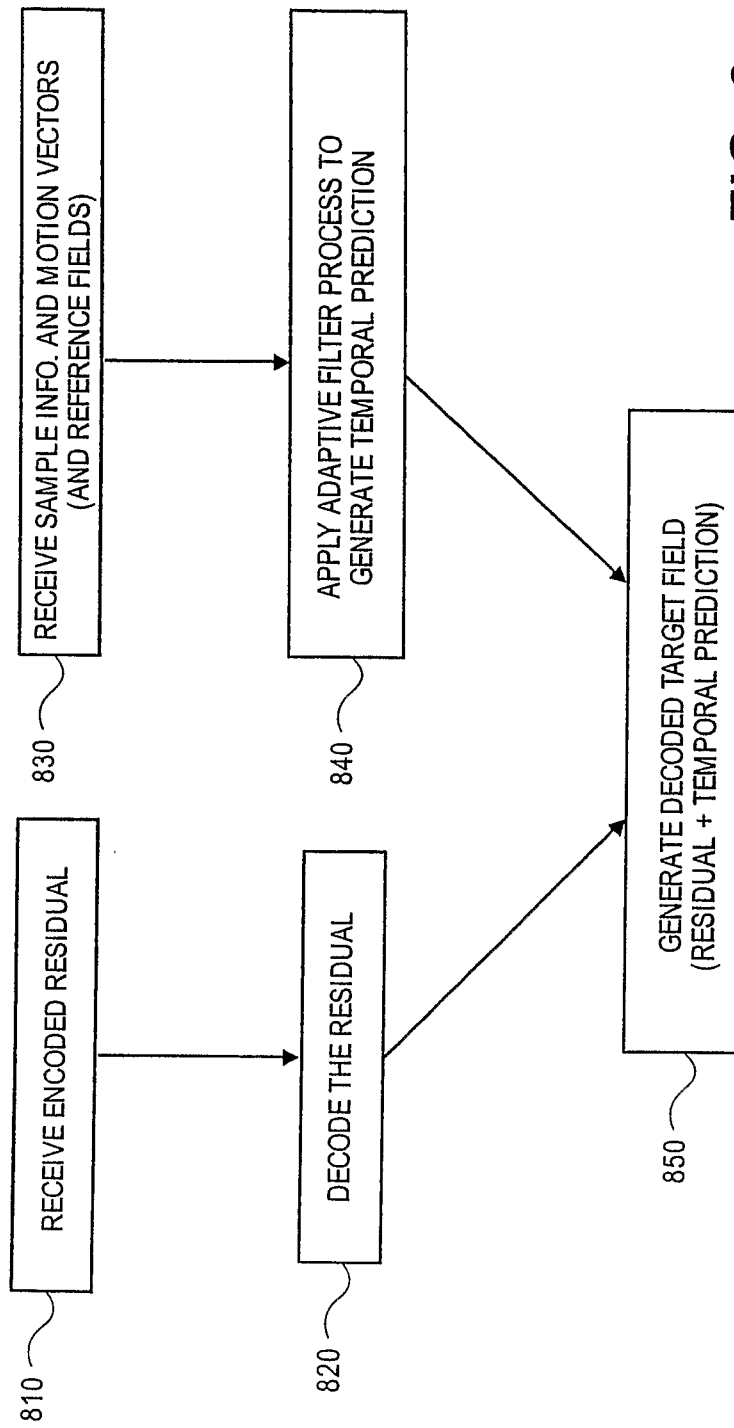 810
RECEIVE ENCODED RESIDUAL
820
DECODE THE RESIDUAL
830
RECEIVE SAMPLE INFO. AND MOTION VECTORS
(AND REFERENCE FIELDS)
840
APPLY ADAPTIVE FILTER PROCESS TO
GENERATE TEMPORAL PREDICTION
850
GENERATE DECODED TARGET FIELD
(RESIDUAL + TEMPORAL PREDICTION)